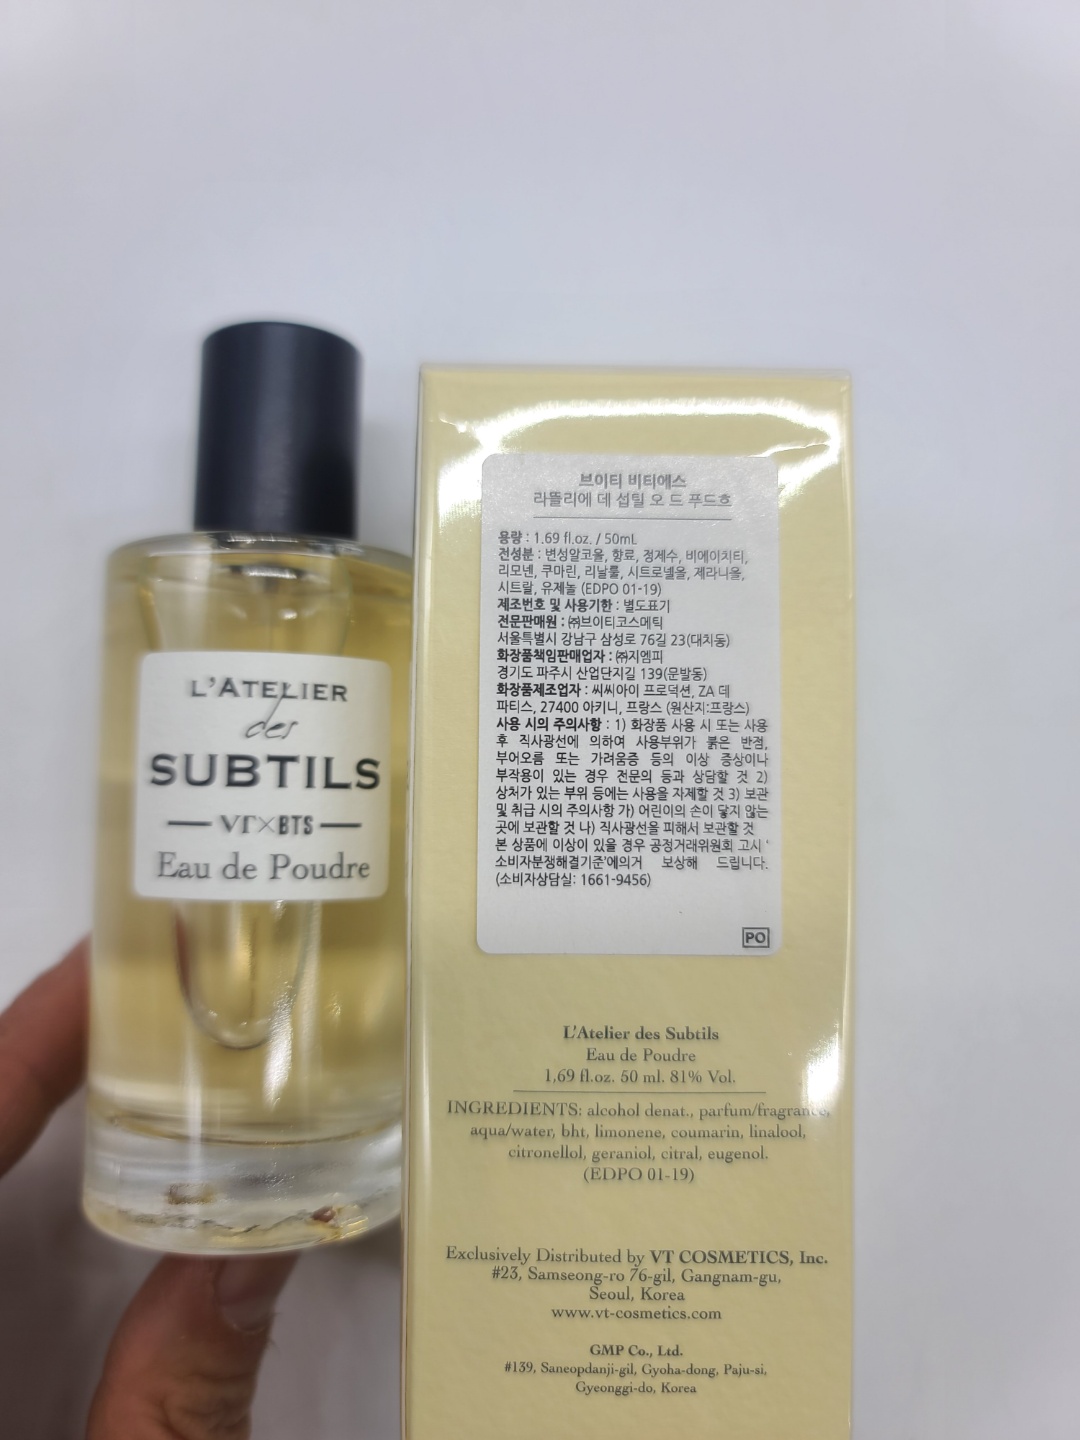 L'ATELIER
des
SUBTILS
VT×BTS
Eau de Poudre
브이티 비티에스
라뜰리에 데 섭틸 오 드 푸드흐
용량 : 1.69 fl.oz. / 50mL
전성분 : 변성알코올, 향료, 정제수, 비에이치티,
리모넨, 쿠마린, 리날룰, 시트로넬올, 제라니올,
시트랄, 유제놀 (EDPO 01-19)
제조번호 및 사용기한 : 별도표기
전문판매원 : ㈜브이티코스메틱
서울특별시 강남구 삼성로 76길 23(대치동)
화장품책임판매업자 : ㈜지엠피
경기도 파주시 산업단지길 139(문발동)
화장품제조업자 : 씨씨아이 프로덕션, ZA 데
파티스, 27400 아키니, 프랑스 (원산지:프랑스)
사용 시의 주의사항 : 1) 화장품 사용 시 또는 사용
후 직사광선에 의하여 사용부위가 붉은 반점,
부어오름 또는 가려움증 등의 이상 증상이나
부작용이 있는 경우 전문의 등과 상담할 것 2)
상처가 있는 부위 등에는 사용을 자제할 것 3) 보관
및 취급 시의 주의사항 가) 어린이의 손이 닿지 않는
곳에 보관할 것 나) 직사광선을 피해서 보관할 것
본 상품에 이상이 있을 경우 공정거래위원회 고시 '
소비자분쟁해결기준'에의거 보상해 드립니다.
(소비자상담실: 1661-9456)
PO
L'Atelier des Subtils
Eau de Poudre
1.69 fl.oz. 50 ml. 81% Vol.
INGREDIENTS: alcohol denat., parfum/fragrance,
aqua/water, bht, limonene, coumarin, linalool,
citronellol, geraniol, citral, eugenol.
(EDPO 01-19)
Exclusively Distributed by VT COSMETICS, Inc.
#23, Samseong-ro 76-gil, Gangnam-gu,
Seoul, Korea
www.vt-cosmetics.com
GMP Co., Ltd.
#139, Saneopdanji-gil, Gyoha-dong, Paju-si,
Gyeonggi-do, Korea